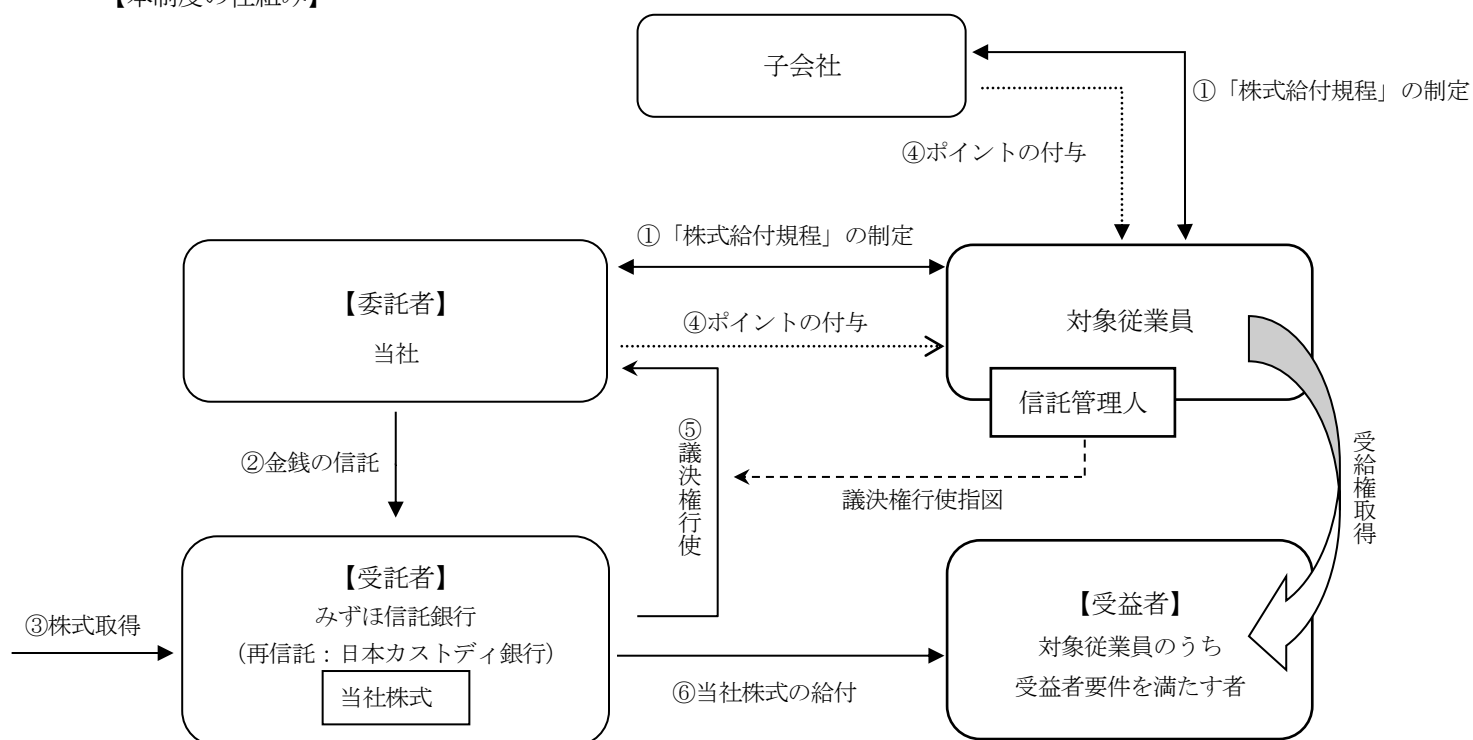 【本制度の仕組み】
子会社
①「株式給付規程」の制定
④ポイントの付与
①「株式給付規程」の制定
【委託者】
当社
④ポイントの付与
対象従業員
信託管理人
②金銭の信託
⑤議決権行使
議決権行使指図
受給権取得
【受託者】
みずほ信託銀行
(再信託：日本カストディ銀行)
当社株式
③株式取得
⑥当社株式の給付
【受益者】
対象従業員のうち
受益者要件を満たす者